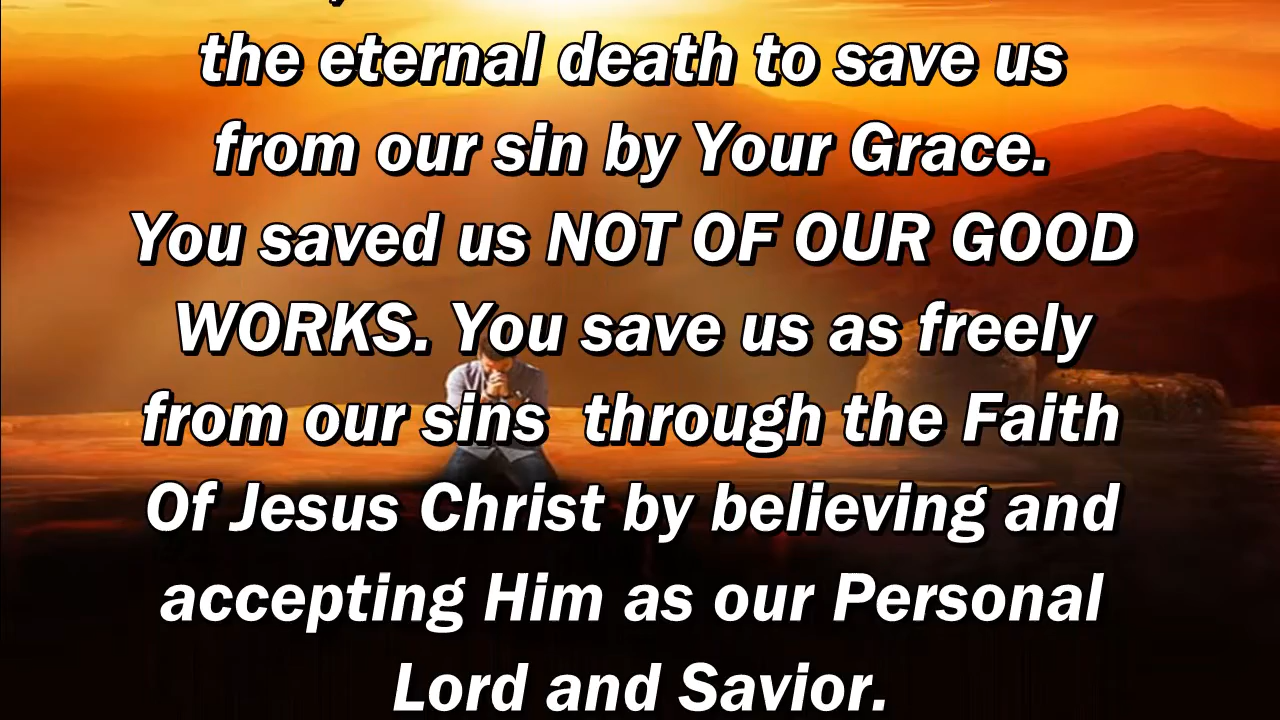 the eternal death to save us
from our sin by Your Grace.
You saved us NOT OF OUR GOOD
WORKS. You save us as freely
from our sins  through the Faith
Of Jesus Christ by believing and
accepting Him as our Personal
Lord and Savior.